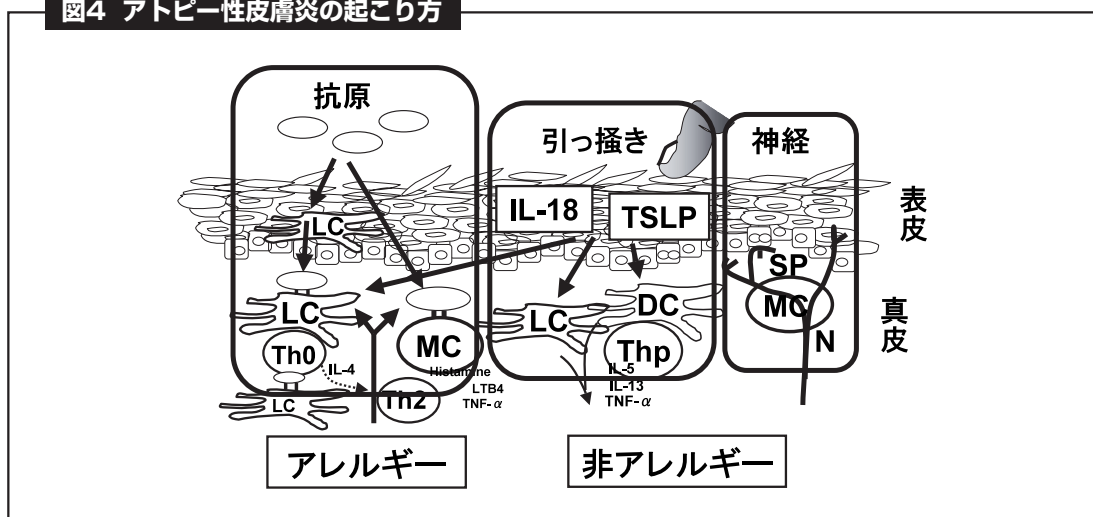 図4 アトピー性皮膚炎の起こり方
抗原
引っ掻き
神経
IL-18
TSLP
表皮
LC
SP
LC
LC
DC
MC
真皮
Th0
MC
Thp
N
IL-4
Histamine
IL-5
LTB4
IL-13
LC
Th2
TNF-α
TNF-α
アレルギー
非アレルギー